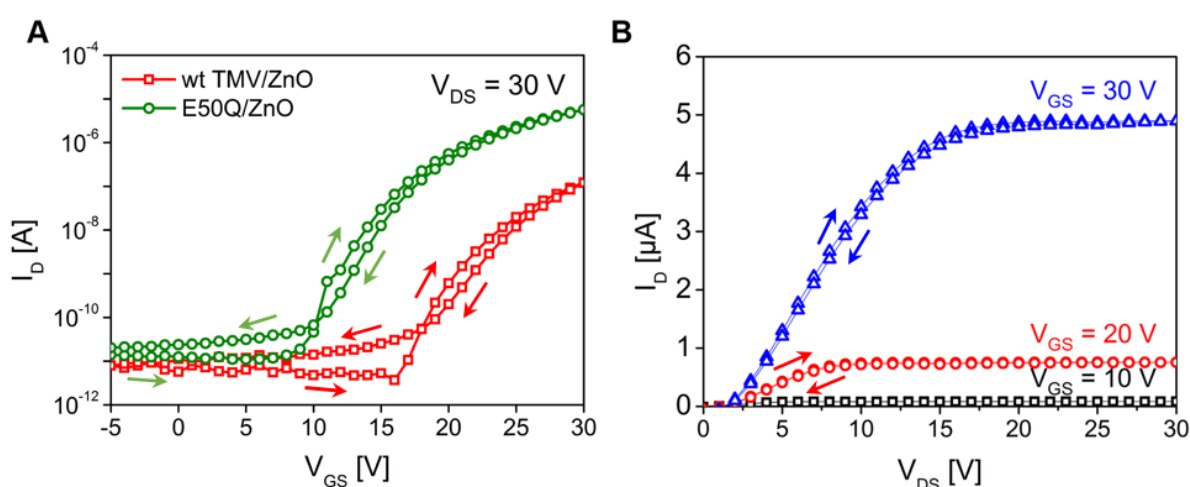 A
10⁻⁴
10⁻⁶
10⁻⁸
10⁻¹⁰
10⁻¹²
I_D [A]
wt TMV/ZnO
E50Q/ZnO
V_DS = 30 V
-5 0 5 10 15 20 25 30
V_GS [V]
B
6
5
4
3
2
1
0
I_D [µA]
V_GS = 30 V
V_GS = 20 V
V_GS = 10 V
0 5 10 15 20 25 30
V_DS [V]